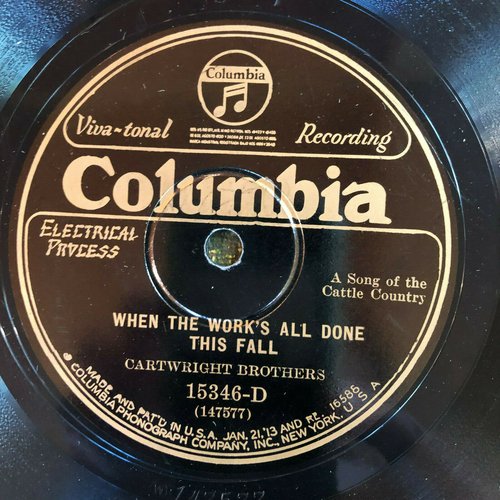 Columbia
Viva-tonal Recording
Columbia
ELECTRICAL
PROCESS
A Song of the
Cattle Country
WHEN THE WORK'S ALL DONE
THIS FALL
CARTWRIGHT BROTHERS
15346-D
(147577)
MADE AND PAT'D IN U.S.A. JAN. 21,'13 AND RE. 16588
COLUMBIA PHONOGRAPH COMPANY, INC., NEW YORK, U.S.A